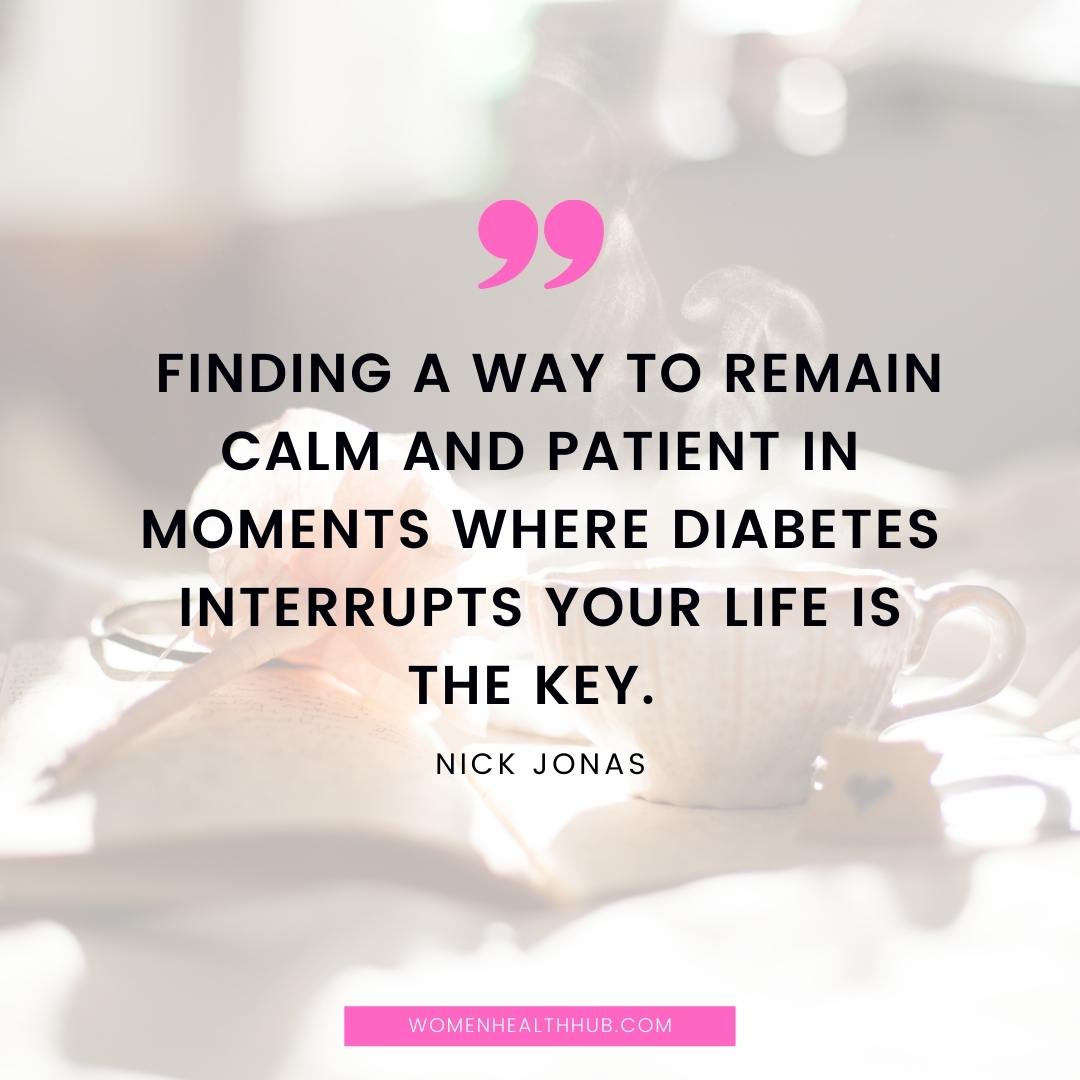 ”
FINDING A WAY TO REMAIN
CALM AND PATIENT IN
MOMENTS WHERE DIABETES
INTERRUPTS YOUR LIFE IS
THE KEY.
NICK JONAS
WOMENHEALTHHUB.COM